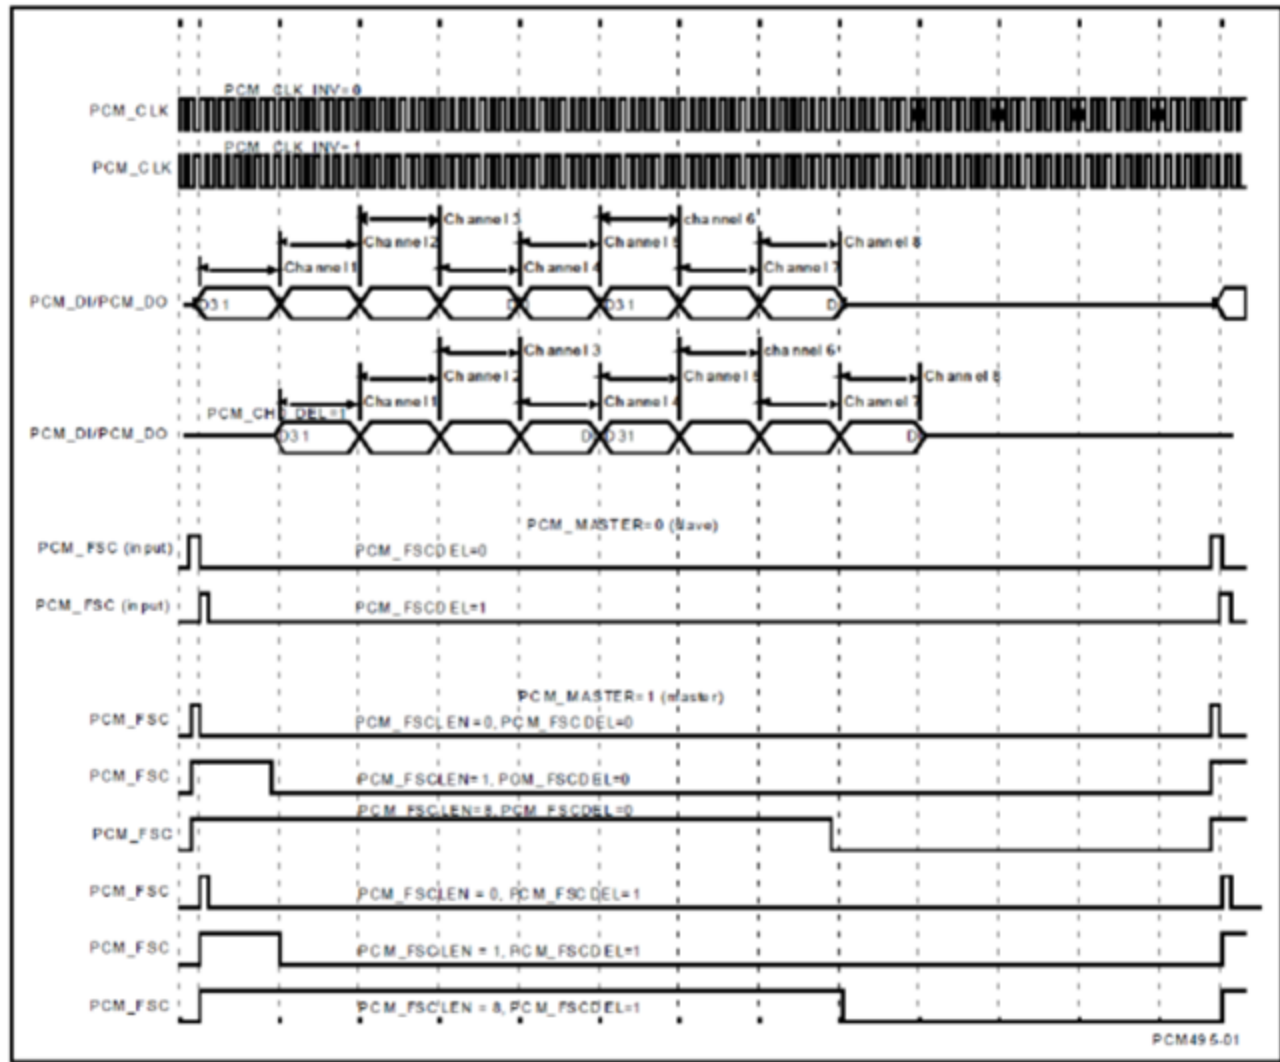 PCM_CLK_INV=0
PCM_CLK
PCM_CLK_INV=1
PCM_CLK
Channel 3 channel 6
Channel 2 Channel 5 Channel 8
Channel 1 Channel 4 Channel 7
PCM_DI/PCM_DO D31 D D31 D
Channel 3 channel 6
Channel 2 Channel 5 Channel 8
PCM_CH1_DEL=1 Channel 1 Channel 4 Channel 7
PCM_DI/PCM_DO D31 D D31 D
PCM_MASTER=0 (slave)
PCM_FSC (input) PCM_FSCDEL=0
PCM_FSC (input) PCM_FSCDEL=1
PCM_MASTER=1 (master)
PCM_FSC PCM_FSCLEN=0, PCM_FSCDEL=0
PCM_FSC PCM_FSCLEN=1, PCM_FSCDEL=0
PCM_FSCLEN=8, PCM_FSCDEL=0
PCM_FSC
PCM_FSC PCM_FSCLEN = 0, PCM_FSCDEL=1
PCM_FSC PCM_FSCLEN = 1, PCM_FSCDEL=1
PCM_FSC PCM_FSCLEN = 8, PCM_FSCDEL=1
PCM495-01